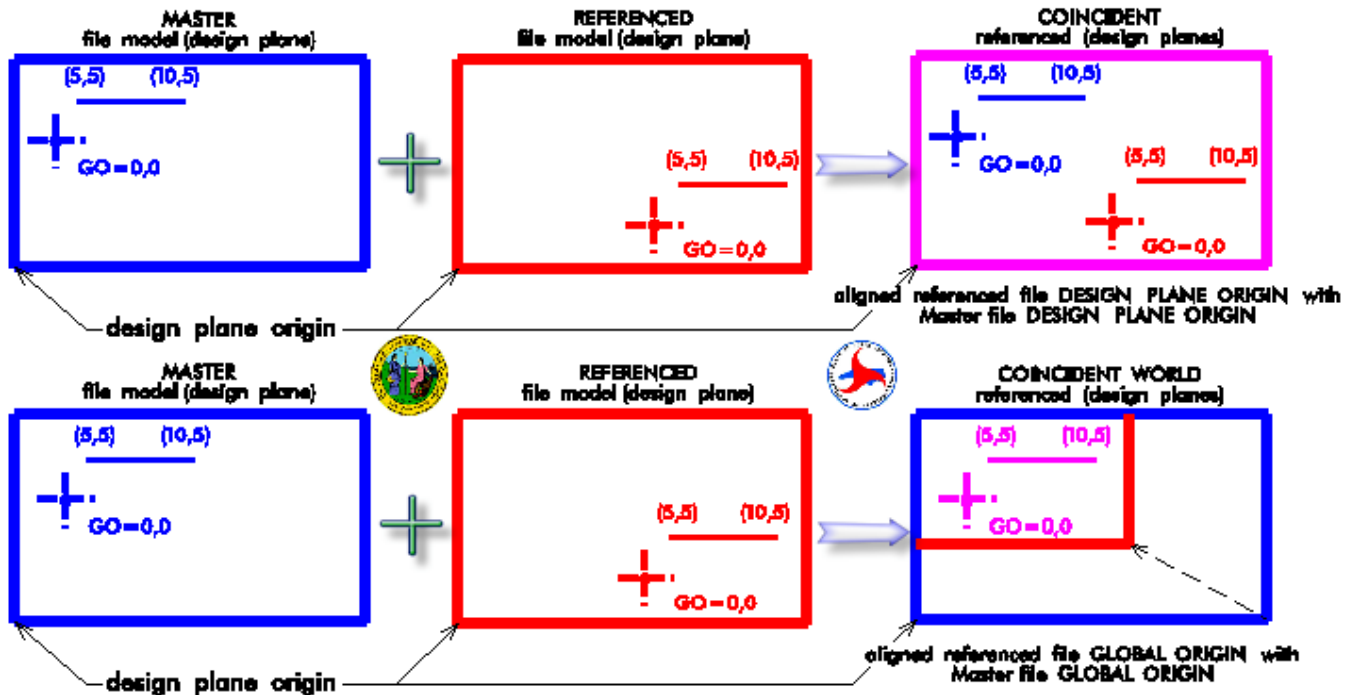 MASTER
file model (design plane)
(5,5) (10,5)
GO=0,0
REFERENCED
file model (design plane)
(5,5) (10,5)
GO=0,0
COINCIDENT
referenced (design planes)
(5,5) (10,5)
GO=0,0
(5,5) (10,5)
GO=0,0
aligned referenced file DESIGN PLANE ORIGIN with
Master file DESIGN PLANE ORIGIN
design plane origin
MASTER
file model (design plane)
(5,5) (10,5)
GO=0,0
REFERENCED
file model (design plane)
(5,5) (10,5)
GO=0,0
COINCIDENT WORLD
referenced (design planes)
(5,5) (10,5)
GO=0,0
aligned referenced file GLOBAL ORIGIN with
Master file GLOBAL ORIGIN
design plane origin